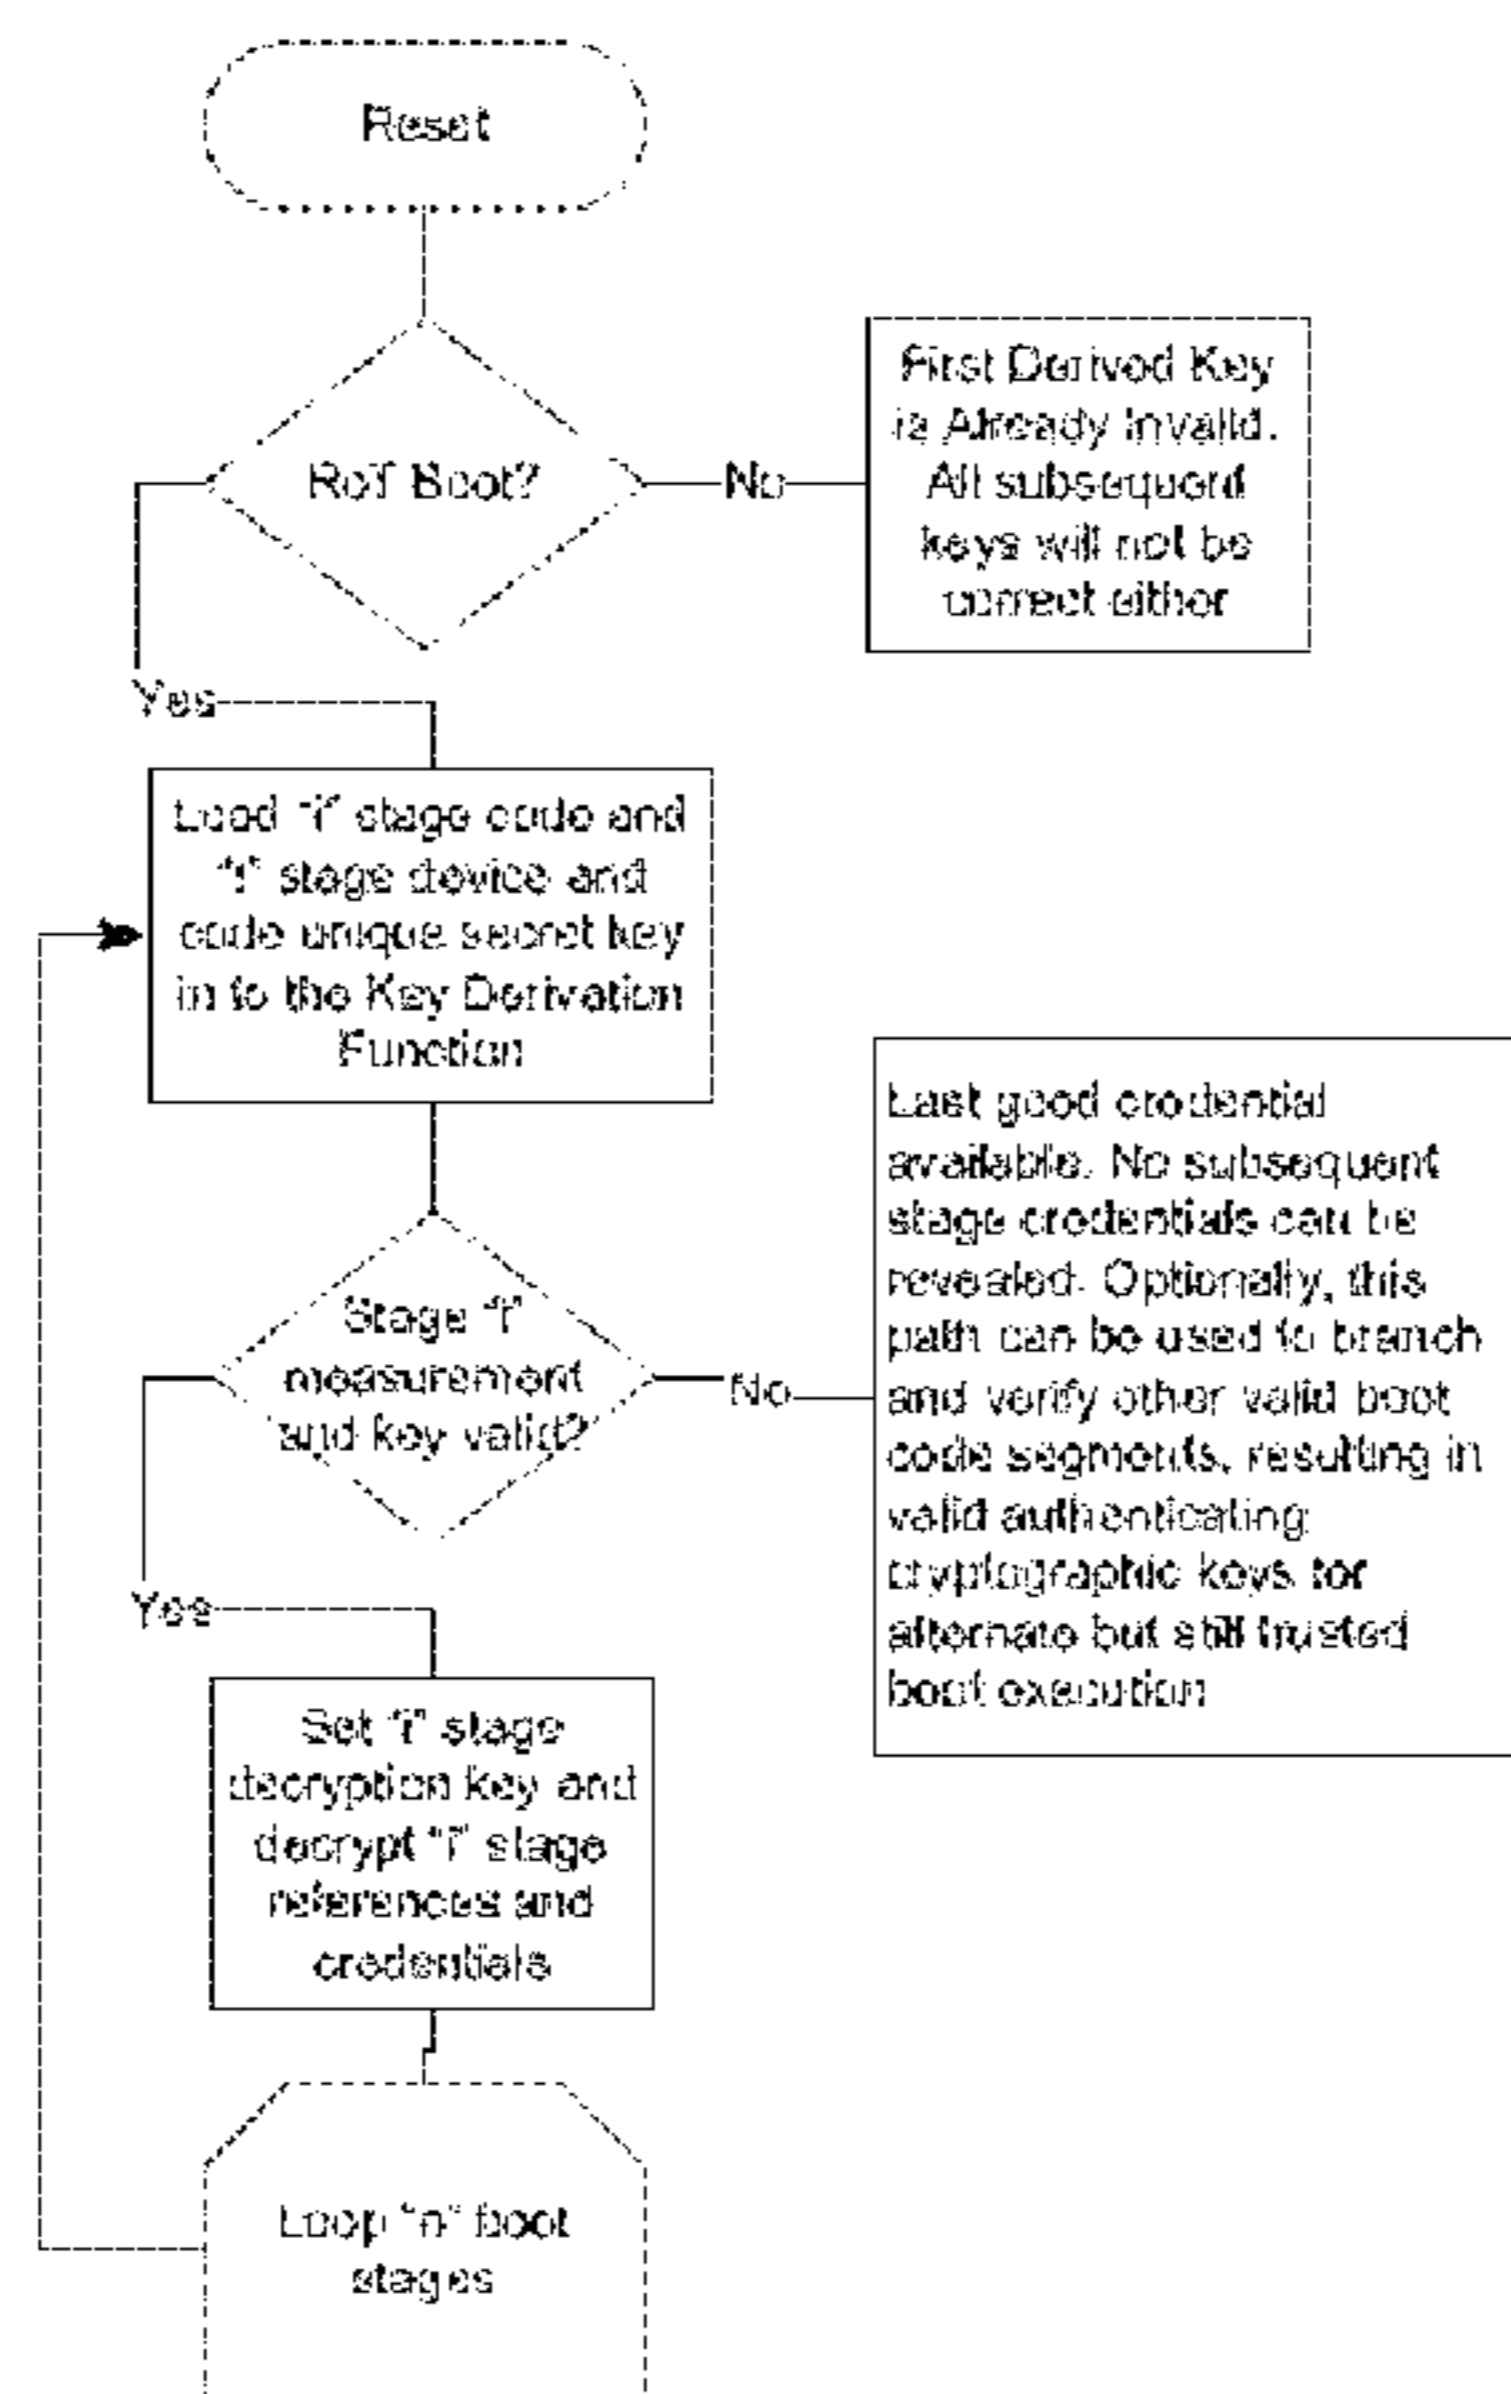 Reset
RoT Boot?
No
First Derived Key
is Already Invalid.
All subsequent
keys will not be
correct either
Yes
Load "i" stage code and
"i" stage device and
code unique secret key
in to the Key Derivation
Function
Stage "i"
measurement
and key valid?
No
Last good credential
available. No subsequent
stage credentials can be
revealed. Optionally, this
path can be used to branch
and verify other valid boot
code segments, resulting in
valid authenticating
cryptographic keys for
alternate but still trusted
boot execution
Yes
Set "i" stage
decryption key and
decrypt "i" stage
references and
credentials
Loop "n" boot
stages